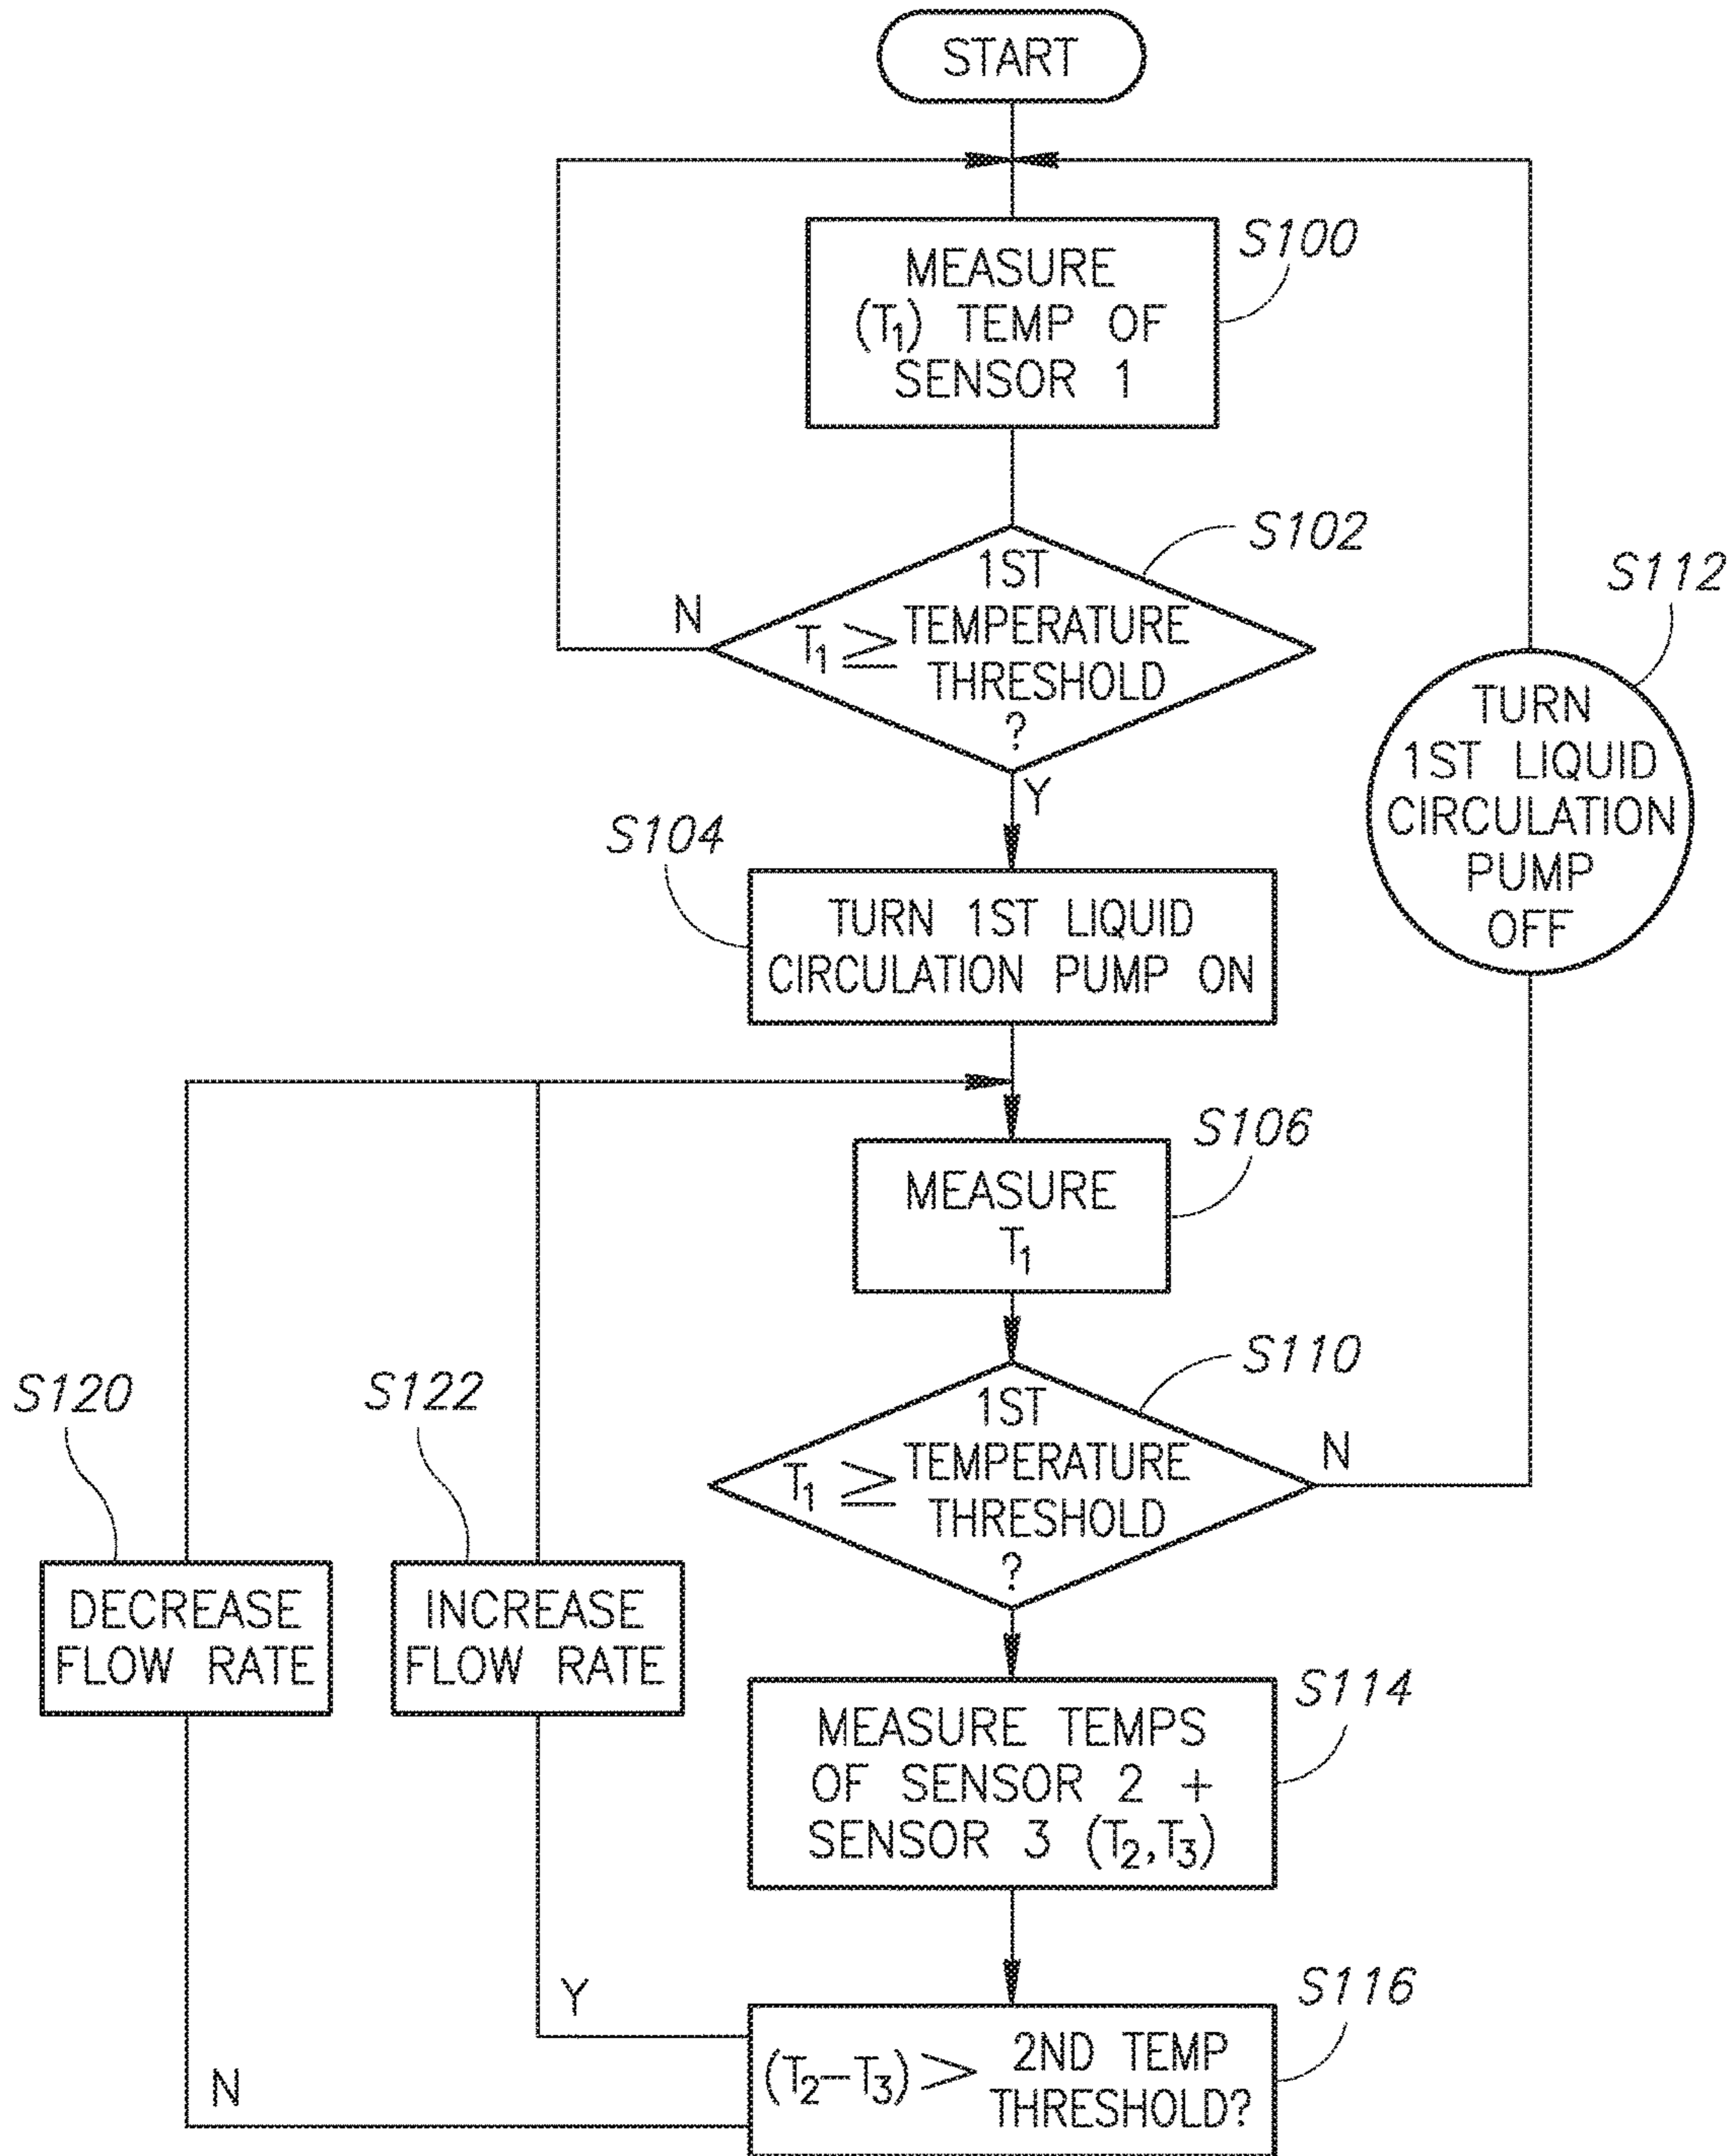 START
MEASURE
(T₁) TEMP OF
SENSOR 1
S100
S102
1ST
TEMPERATURE
T₁ ≥
THRESHOLD
?
N
Y
S112
TURN
1ST LIQUID
CIRCULATION
PUMP
OFF
S104
TURN 1ST LIQUID
CIRCULATION PUMP ON
S106
MEASURE
T₁
S110
1ST
TEMPERATURE
T₁ ≥
THRESHOLD
?
N
S120
DECREASE
FLOW RATE
S122
INCREASE
FLOW RATE
S114
MEASURE TEMPS
OF SENSOR 2 +
SENSOR 3 (T₂,T₃)
S116
Y
N
(T₂−T₃) >
2ND TEMP
THRESHOLD?